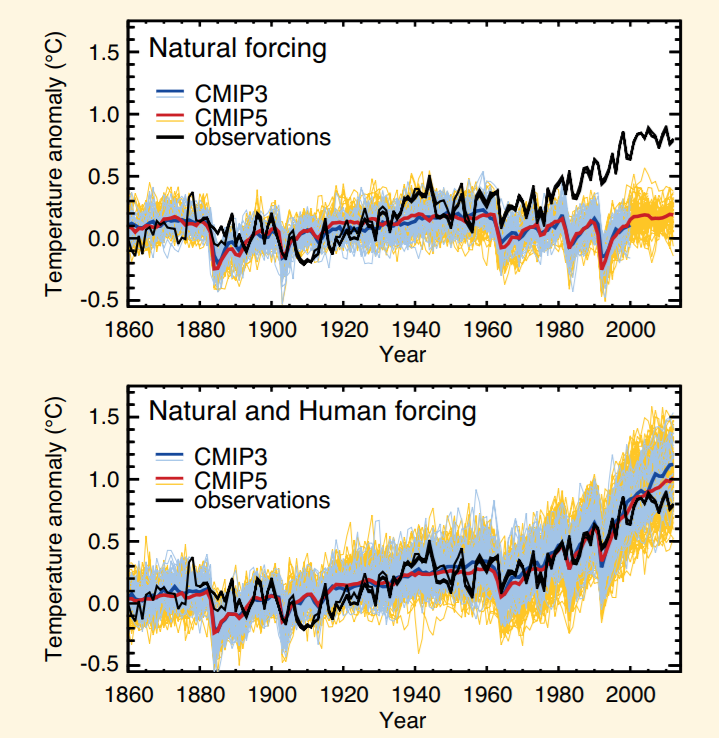 Natural forcing
CMIP3
CMIP5
observations
Temperature anomaly (°C)
1.5
1.0
0.5
0.0
-0.5
1860 1880 1900 1920 1940 1960 1980 2000
Year
Natural and Human forcing
CMIP3
CMIP5
observations
Temperature anomaly (°C)
1.5
1.0
0.5
0.0
-0.5
1860 1880 1900 1920 1940 1960 1980 2000
Year